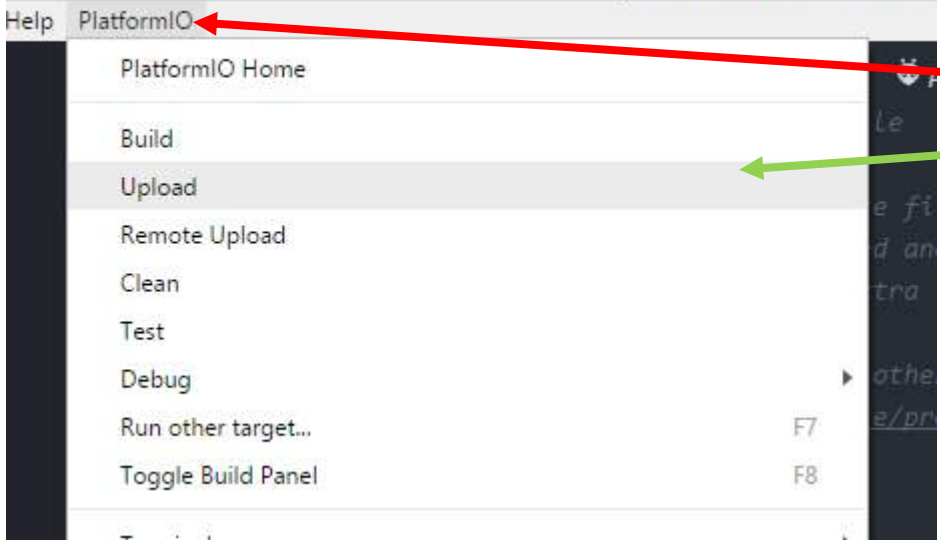 Help PlatformIO
PlatformIO Home
Build
Upload
Remote Upload
Clean
Test
Debug
Run other target... F7
Toggle Build Panel F8